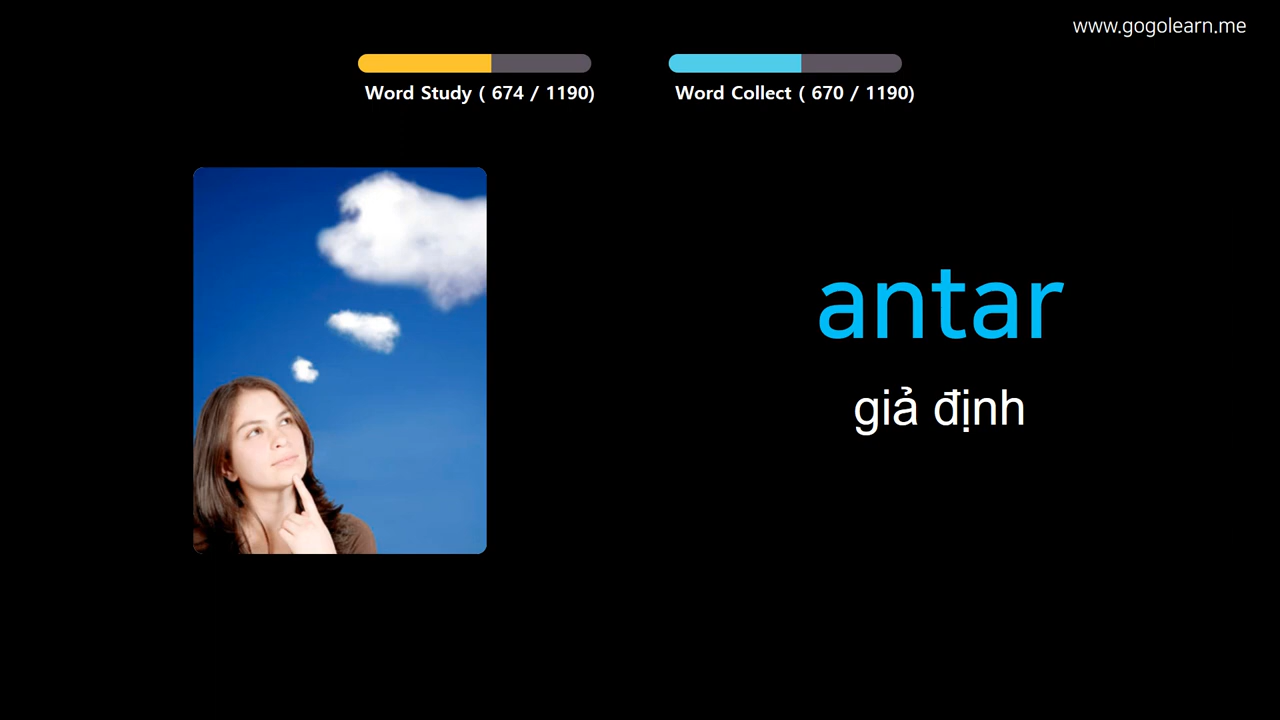 www.gogolearn.me
Word Study ( 674 / 1190)
Word Collect ( 670 / 1190)
antar
giả định